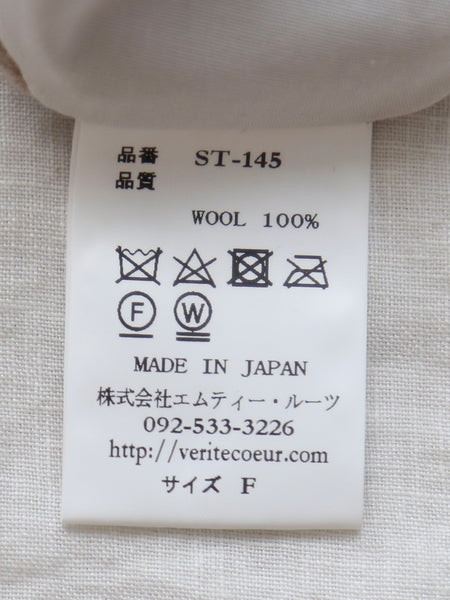 品番 ST-145
品質
WOOL 100%
F W
MADE IN JAPAN
株式会社エムティー・ルーツ
092-533-3226
http://veritecoeur.com
サイズ F